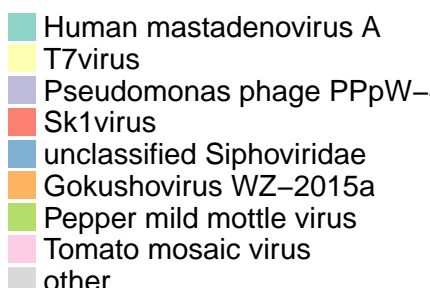 Human mastadenovirus A
T7virus
Pseudomonas phage PPpW−
Sk1virus
unclassified Siphoviridae
Gokushovirus WZ−2015a
Pepper mild mottle virus
Tomato mosaic virus
other